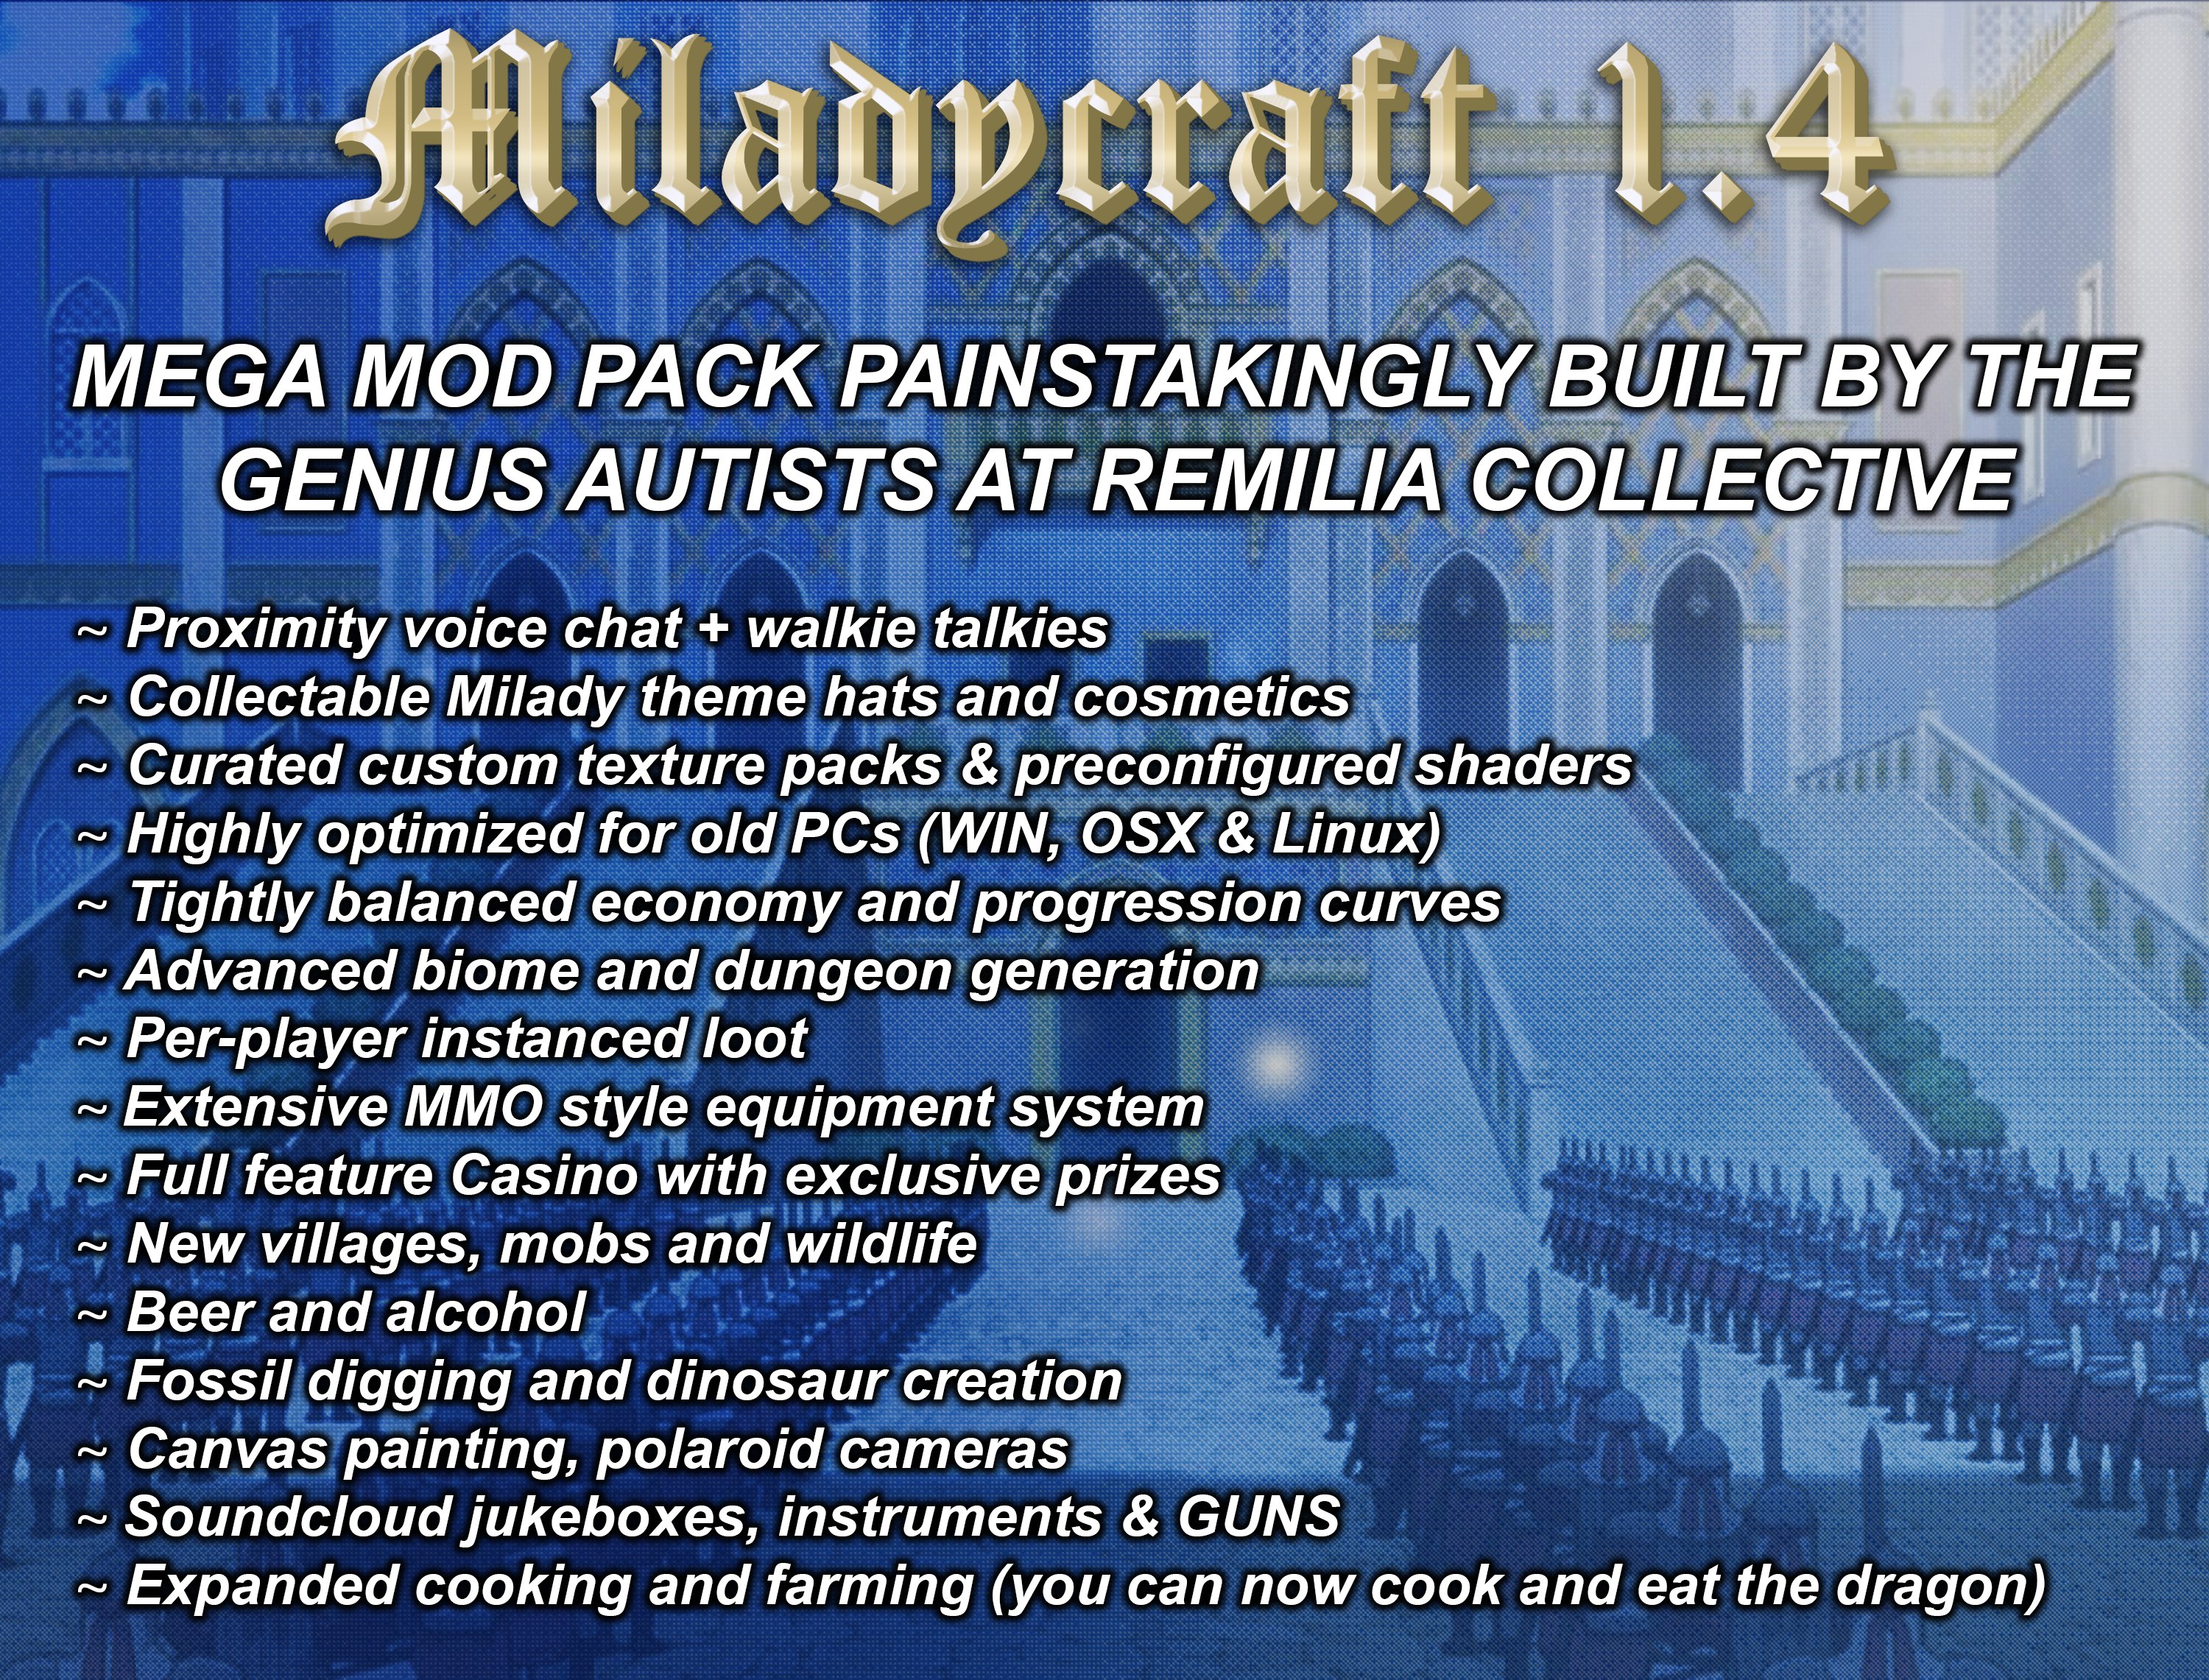 Miladycraft 1.4
MEGA MOD PACK PAINSTAKINGLY BUILT BY THE
GENIUS AUTISTS AT REMILIA COLLECTIVE
~ Proximity voice chat + walkie talkies
~ Collectable Milady theme hats and cosmetics
~ Curated custom texture packs & preconfigured shaders
~ Highly optimized for old PCs (WIN, OSX & Linux)
~ Tightly balanced economy and progression curves
~ Advanced biome and dungeon generation
~ Per-player instanced loot
~ Extensive MMO style equipment system
~ Full feature Casino with exclusive prizes
~ New villages, mobs and wildlife
~ Beer and alcohol
~ Fossil digging and dinosaur creation
~ Canvas painting, polaroid cameras
~ Soundcloud jukeboxes, instruments & GUNS
~ Expanded cooking and farming (you can now cook and eat the dragon)